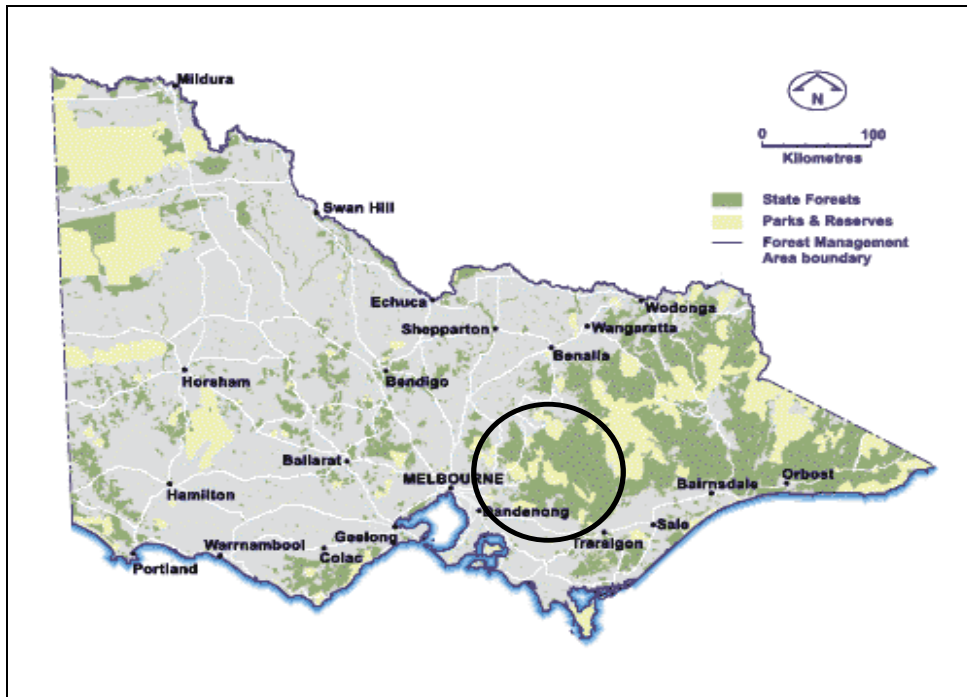 Mildura
N
0 100
Kilometres
State Forests
Parks & Reserves
Forest Management
Area boundary
Swan Hill
Echuca
Wodonga
Shepparton
Wangaratta
Benalla
Horsham
Bendigo
Ballarat
MELBOURNE
Hamilton
Bairnsdale
Orbost
Dandenong
Geelong
Sale
Traralgon
Warrnambool
Colac
Portland